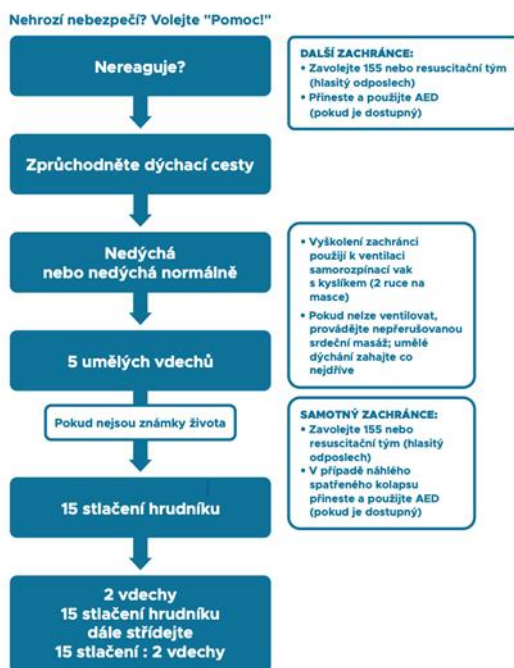 Nehrozí nebezpečí? Volejte "Pomoc!"
Nereaguje?
DALŠÍ ZACHRÁNCE:
• Zavolejte 155 nebo resuscitační tým
(hlasitý odposlech)
• Přineste a použijte AED
(pokud je dostupný)
Zprůchodněte dýchací cesty
Nedýchá
nebo nedýchá normálně
• Vyškolení zachránci
použijí k ventilaci
samorozpínací vak
s kyslíkem (2 ruce na
masce)
• Pokud nelze ventilovat,
provádějte nepřerušovanou
srdeční masáž; umělé
dýchání zahajte co
nejdříve
5 umělých vdechů
Pokud nejsou známky života
SAMOTNÝ ZACHRÁNCE:
• Zavolejte 155 nebo
resuscitační tým (hlasitý
odposlech)
• V případě náhlého
spatřeného kolapsu
přineste a použijte AED
(pokud je dostupný)
15 stlačení hrudníku
2 vdechy
15 stlačení hrudníku
dále střídejte
15 stlačení : 2 vdechy